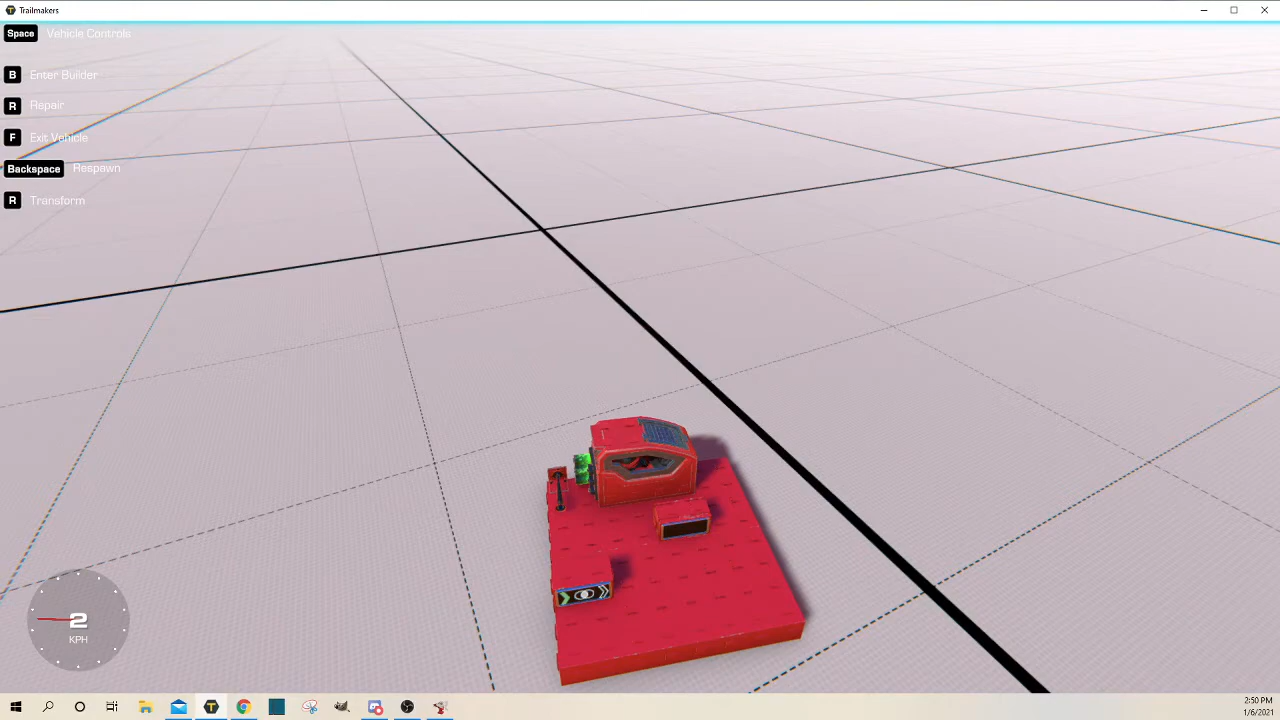 Trailmakers
Space Vehicle Controls
B Enter Builder
R Repair
F Exit Vehicle
Backspace Respawn
R Transform
2
KPH
2:50 PM
1/6/2021